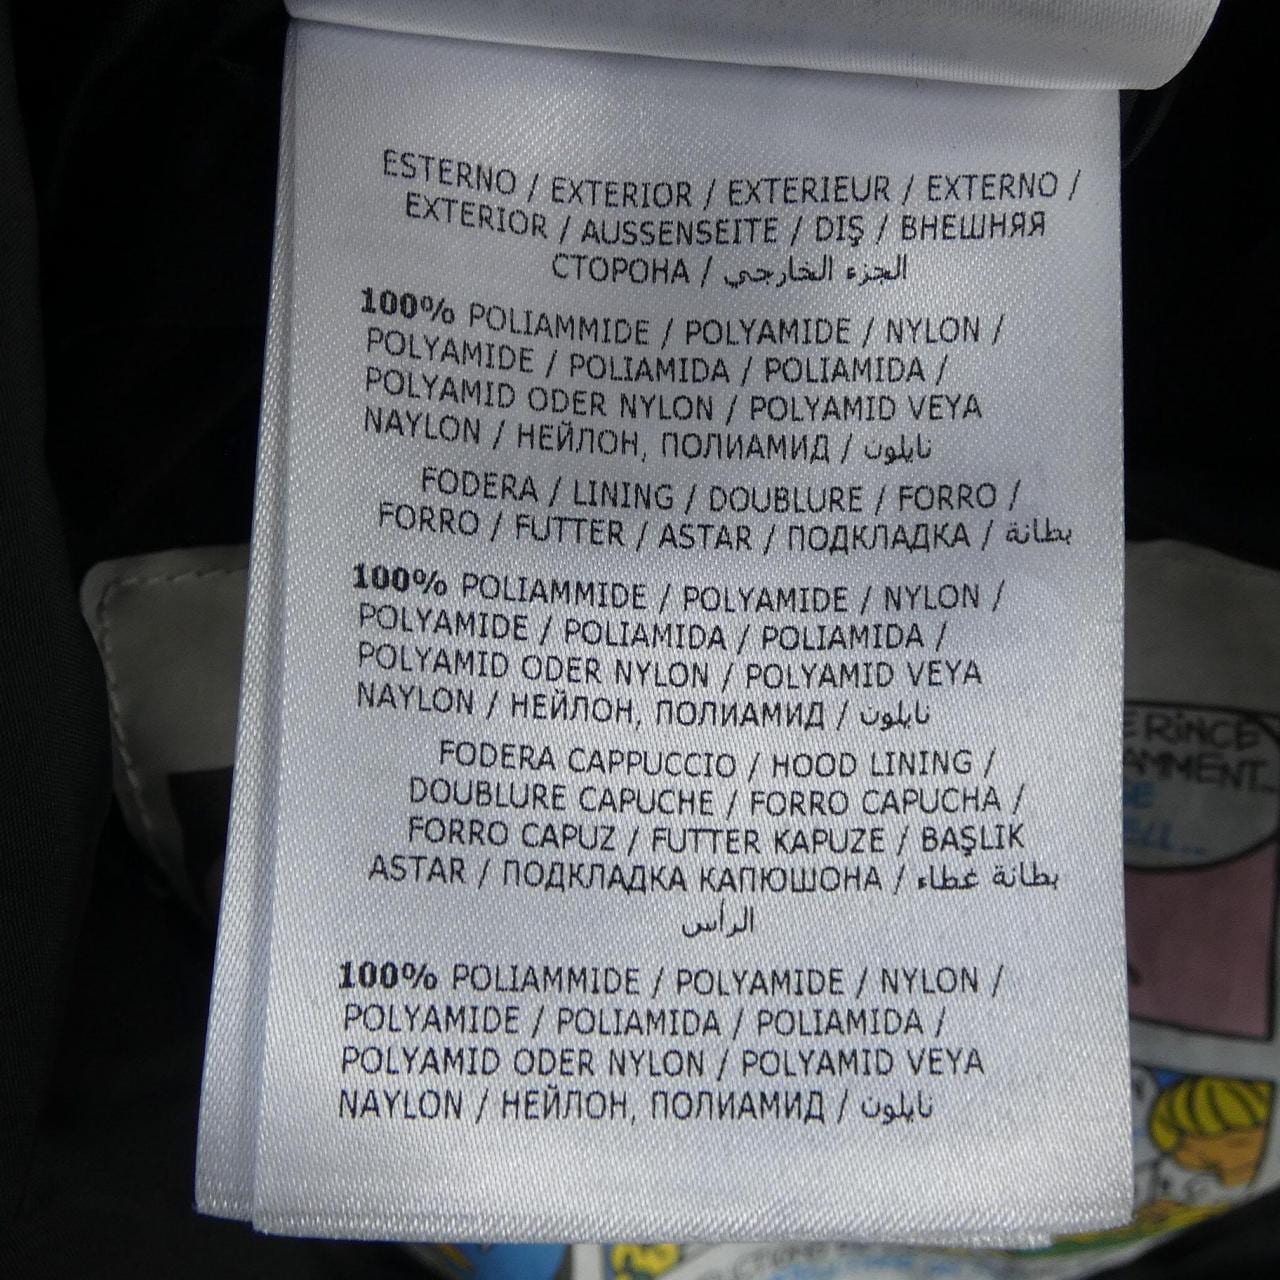 ESTERNO / EXTERIOR / EXTERIEUR / EXTERNO /
EXTERIOR / AUSSENSEITE / DIŞ / ВНЕШНЯЯ
СТОРОНА / الجزء الخارجي
100% POLIAMMIDE / POLYAMIDE / NYLON /
POLYAMIDE / POLIAMIDA / POLIAMIDA /
POLYAMID ODER NYLON / POLYAMID VEYA
NAYLON / НЕЙЛОН, ПОЛИАМИД / نايلون
FODERA / LINING / DOUBLURE / FORRO /
FORRO / FUTTER / ASTAR / ПОДКЛАДКА / بطانة
100% POLIAMMIDE / POLYAMIDE / NYLON /
POLYAMIDE / POLIAMIDA / POLIAMIDA /
POLYAMID ODER NYLON / POLYAMID VEYA
NAYLON / НЕЙЛОН, ПОЛИАМИД / نايلون
FODERA CAPPUCCIO / HOOD LINING /
DOUBLURE CAPUCHE / FORRO CAPUCHA /
FORRO CAPUZ / FUTTER KAPUZE / BAŞLIK
ASTAR / ПОДКЛАДКА КАПЮШОНА / بطانة غطاء
الرأس
100% POLIAMMIDE / POLYAMIDE / NYLON /
POLYAMIDE / POLIAMIDA / POLIAMIDA /
POLYAMID ODER NYLON / POLYAMID VEYA
NAYLON / НЕЙЛОН, ПОЛИАМИД / نايلون